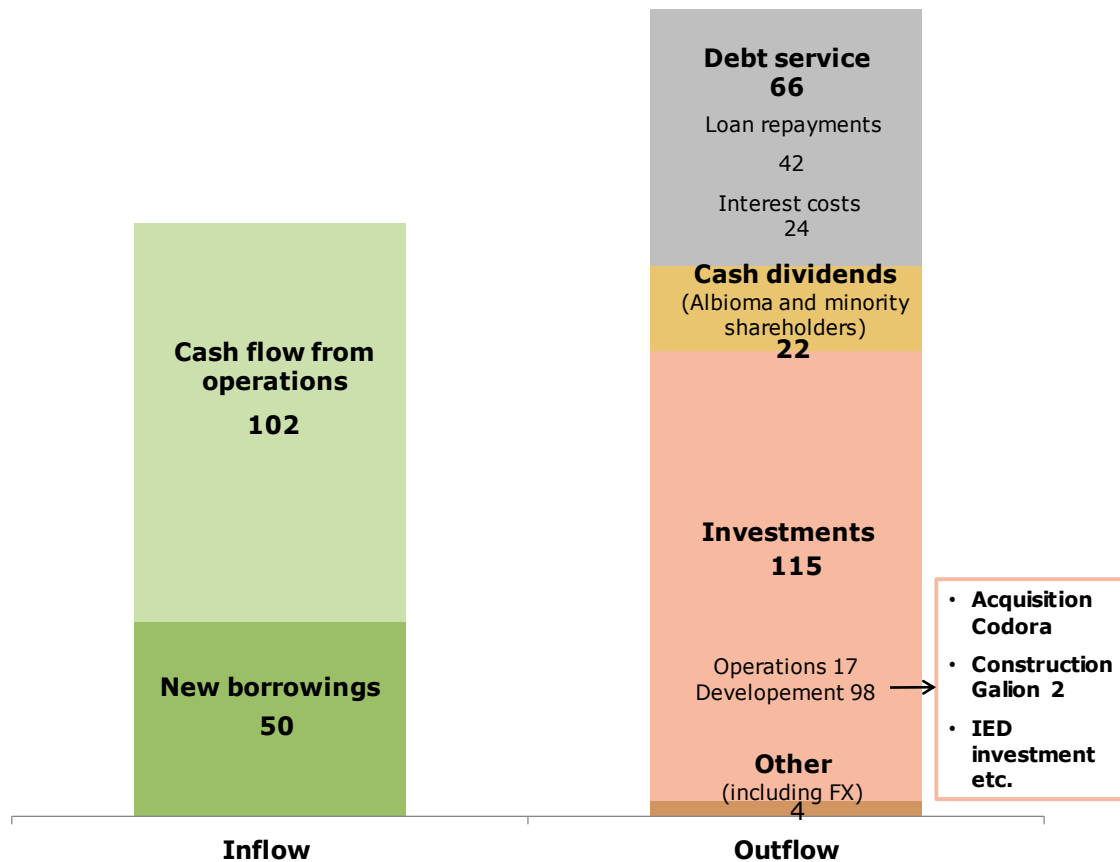 Debt service
66
Loan repayments
42
Interest costs
24
Cash dividends
(Albioma and minority
shareholders)
22
Cash flow from
operations
102
Investments
115
• Acquisition
Codora
• Construction
Galion 2
• IED
investment
etc.
Operations 17
Developement 98
New borrowings
50
Other
(including FX)
4
Inflow
Outflow